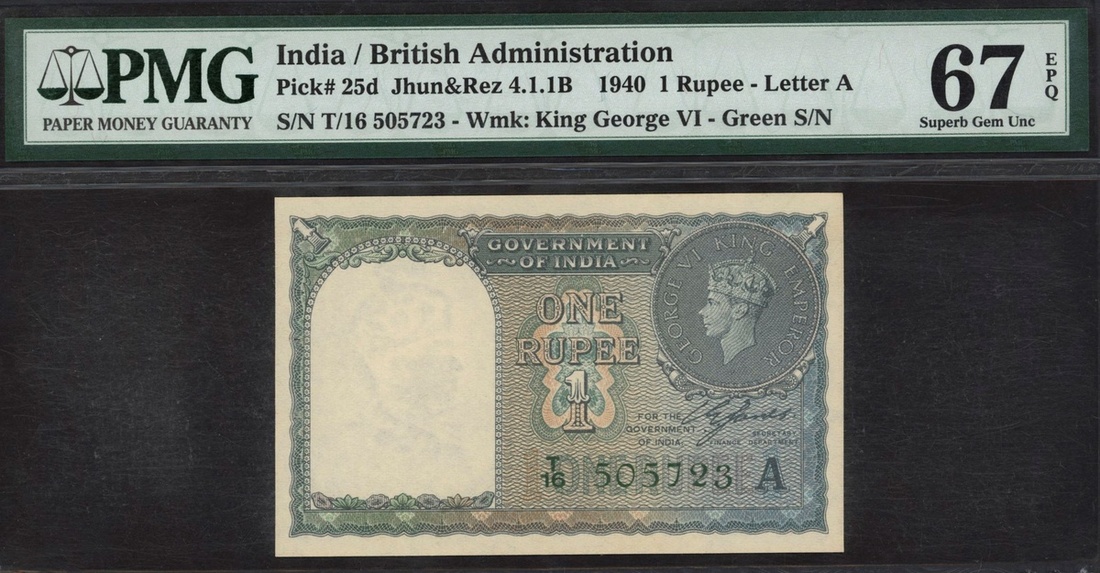 PMG
PAPER MONEY GUARANTY
India / British Administration
Pick# 25d Jhun&Rez 4.1.1B 1940 1 Rupee - Letter A
S/N T/16 505723 - Wmk: King George VI - Green S/N
67
EPQ
Superb Gem Unc
1
1
GOVERNMENT
OF INDIA
GEORGE VI KING EMPEROR
ONE
RUPEE
1
FOR THE
GOVERNMENT
OF INDIA
SECRETARY
FINANCE DEPARTMENT
T/16 505723 A